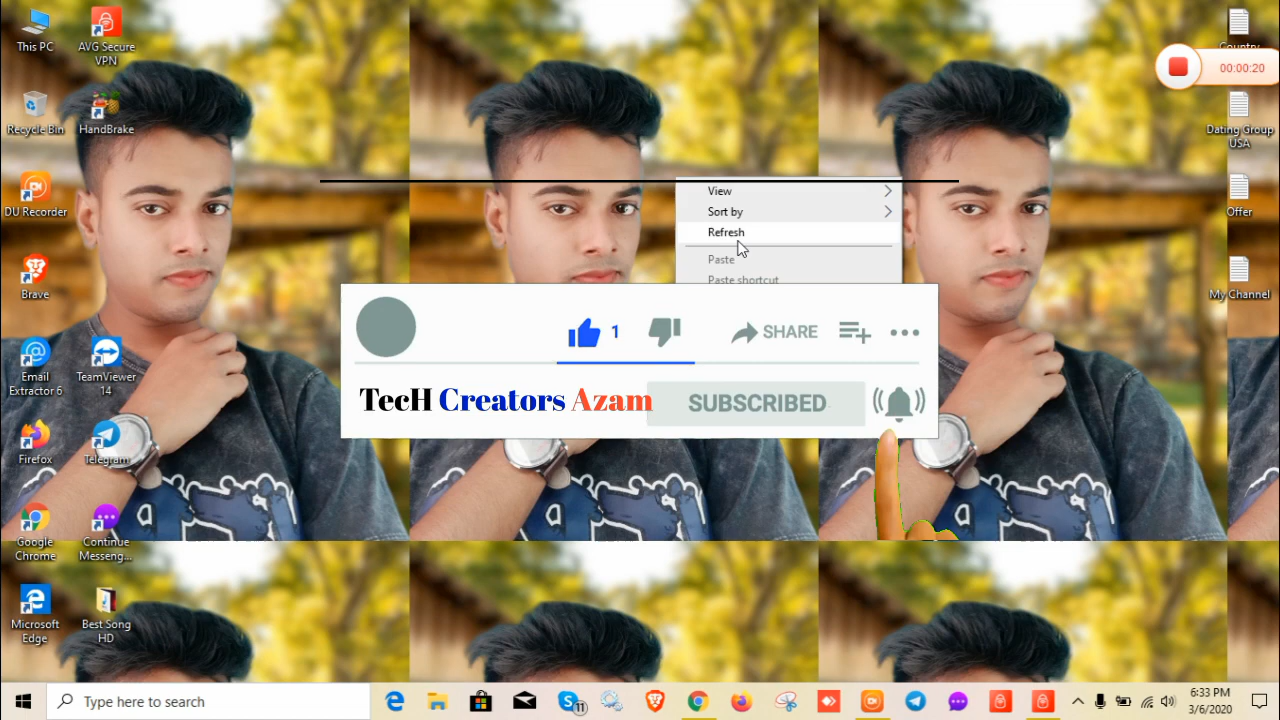 This PC
AVG Secure
VPN
Recycle Bin
HandBrake
DU Recorder
Brave
Email
Extractor 6
TeamViewer
14
Firefox
Telegram
Google
Chrome
Continue
Messeng...
Microsoft
Edge
Best Song
HD
View
Sort by
Refresh
Paste
Paste shortcut
1
SHARE
TecH Creators Azam
SUBSCRIBED
Country
00:00:20
Dating Group
USA
Offer
My Channel
Type here to search
11
6:33 PM
3/6/2020